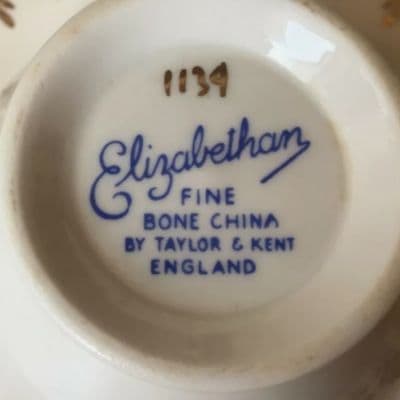 1134
Elizabethan
FINE
BONE CHINA
BY TAYLOR & KENT
ENGLAND